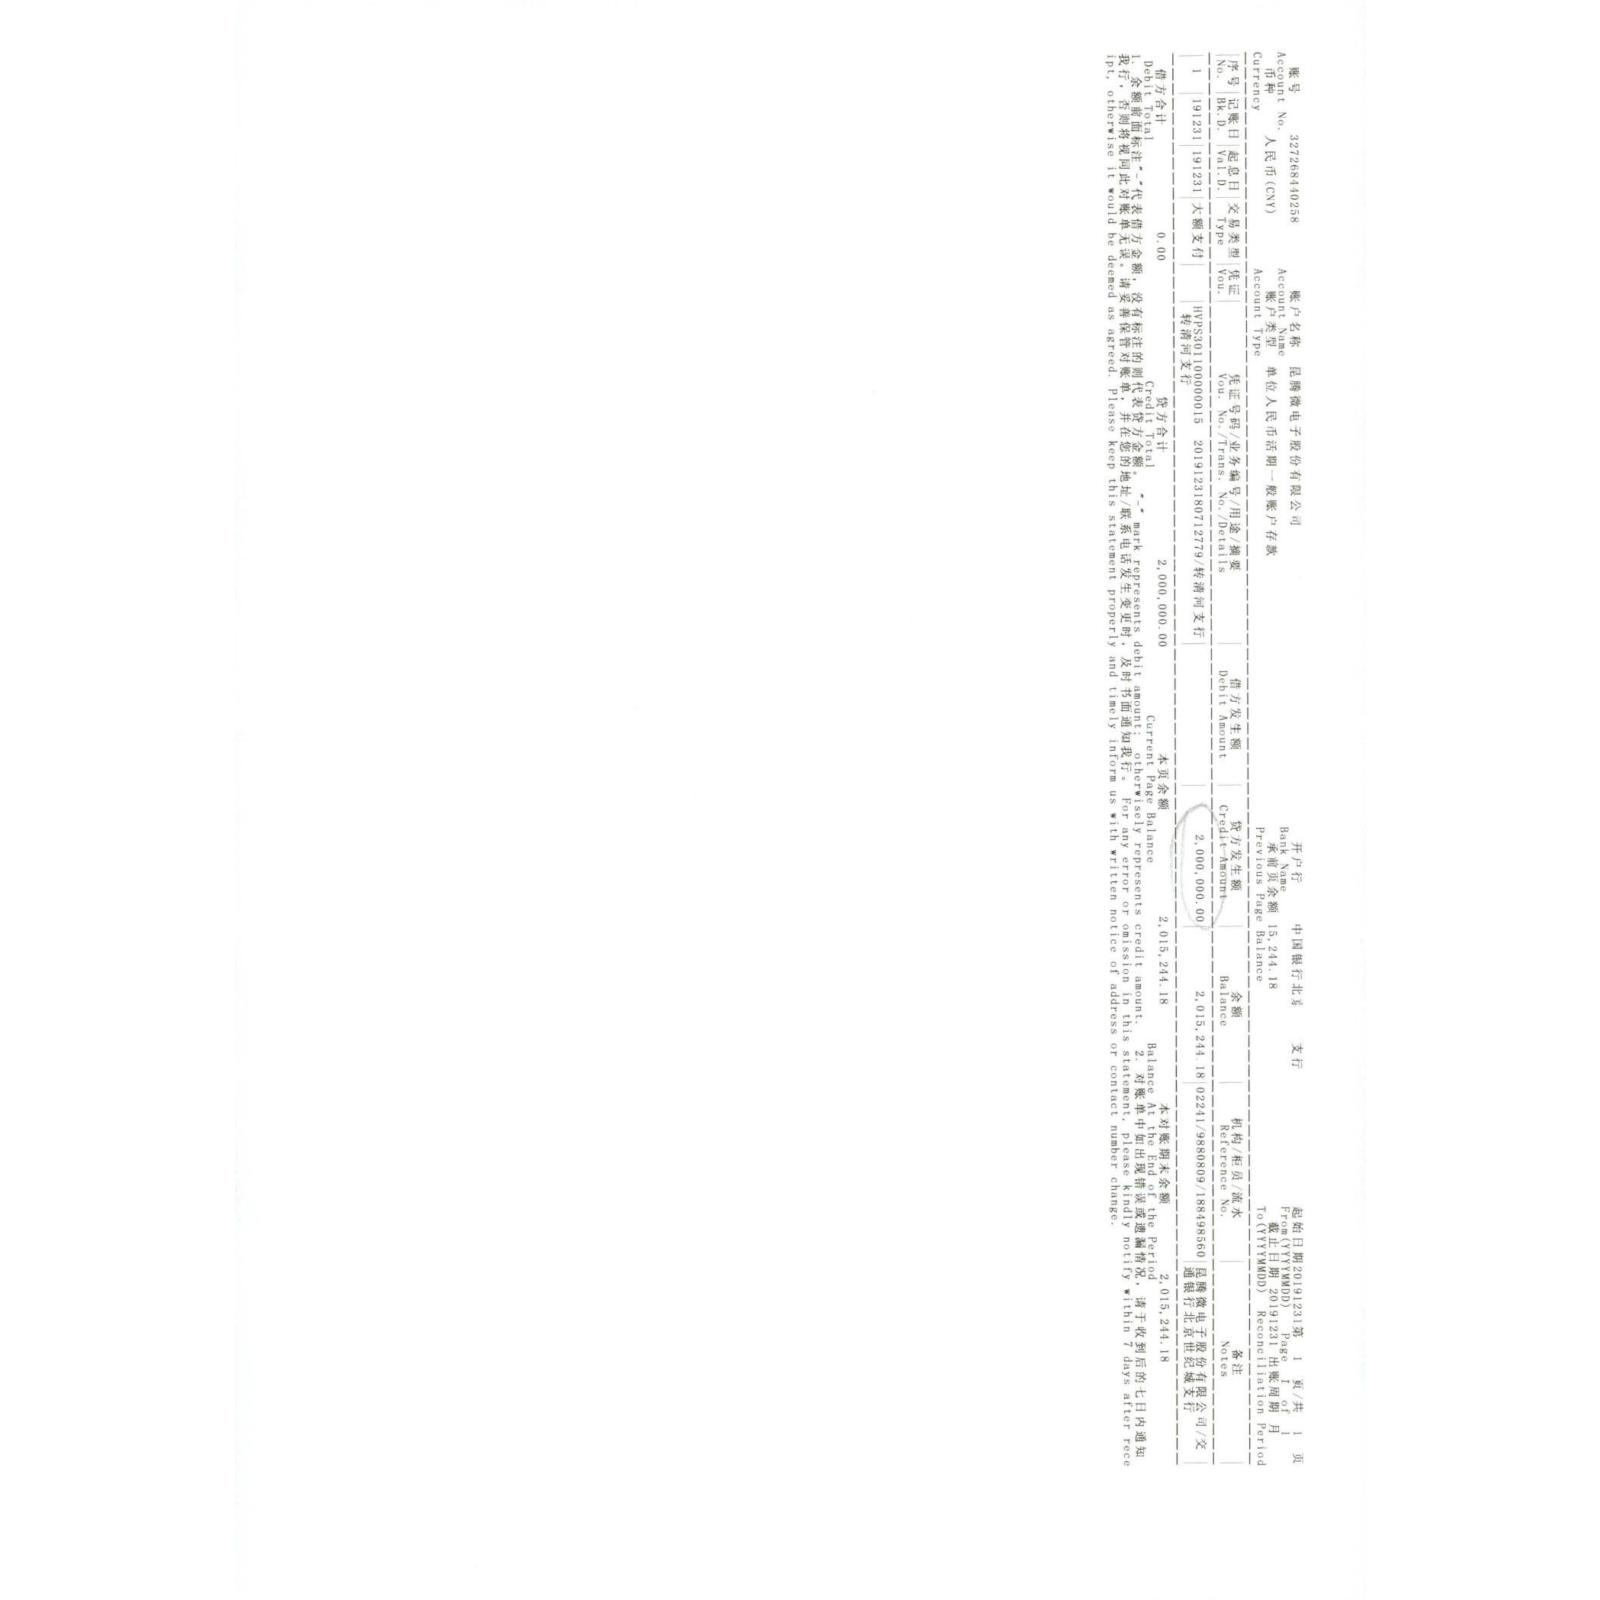 账号 327268440258 账户名称 昆腾微电子股份有限公司 开户行 中国银行北京 支行 起始日期20191231第 1 页/共 1 页
Account No. Account Name Bank Name From(YYYYMMDD) Page 1 of 1
币种 人民币(CNY) 账户类型 单位人民币活期一般账户存款 承前页余额 15,244.18 截止日期 20191231 出账周期 月
Currency Account Type Previous Page Balance To(YYYYMMDD) Reconciliation Period
序号 记账日 起息日 交易类型 凭证 凭证号码/业务编号/用途/摘要 借方发生额 贷方发生额 余额 机构/柜员/流水 备注
No. Bk.D. Val.D. Type Vou. Vou. No./Trans. No./Details Debit Amount Credit Amount Balance Reference No. Notes
1 191231 191231 大额支付 HVPS301100000015 2019123180712779/转清河支行 2,000,000.00 2,015,244.18 02241/9880809/188498560 昆腾微电子股份有限公司/交
转清河支行 通银行北京世纪城支行
借方合计 0.00 贷方合计 2,000,000.00 本页余额 2,015,244.18 本对账期末余额 2,015,244.18
Debit Total Credit Total Current Page Balance Balance At the End of the Period
1. 余额前面标注"-"代表借方金额，没有标注的则代表贷方金额。 "-" mark represents debit amount; otherwisely represents credit amount. 2. 对账单中如出现错误或遗漏情况，请于收到后的七日内通知
我行，否则将视同此对账单无误。请妥善保管对账单，并在您的地址/联系电话发生变更时，及时书面通知我行。 For any error or omission in this statement, please kindly notify within 7 days after rece
ipt, otherwise it would be deemed as agreed. Please keep this statement properly and timely inform us with written notice of address or contact number change.